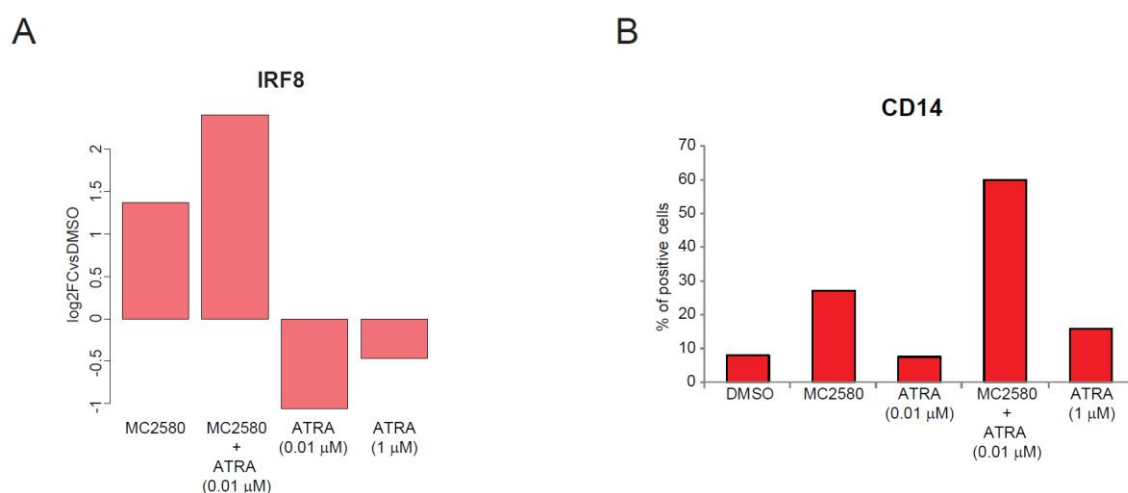 A
IRF8
log2FCvsDMSO
2
1.5
1
0.5
0
-0.5
-1
MC2580
MC2580
+
ATRA
(0.01 µM)
ATRA
(0.01 µM)
ATRA
(1 µM)
B
CD14
% of positive cells
70
60
50
40
30
20
10
0
DMSO
MC2580
ATRA
(0.01 µM)
MC2580
+
ATRA
(0.01 µM)
ATRA
(1 µM)